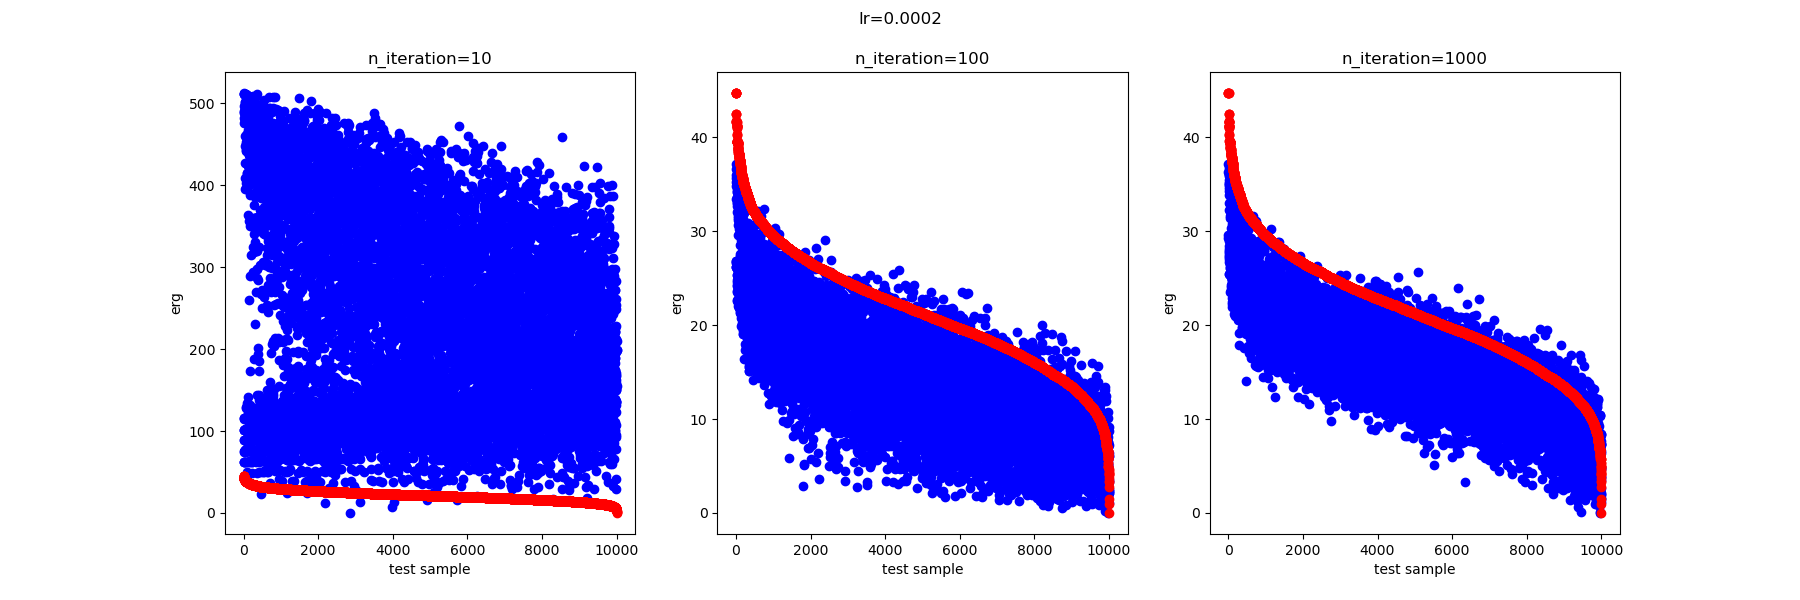 lr=0.0002
n_iteration=10
n_iteration=100
n_iteration=1000
erg
500
400
300
200
100
0
0 2000 4000 6000 8000 10000
test sample
erg
40
30
20
10
0
0 2000 4000 6000 8000 10000
test sample
erg
40
30
20
10
0
0 2000 4000 6000 8000 10000
test sample